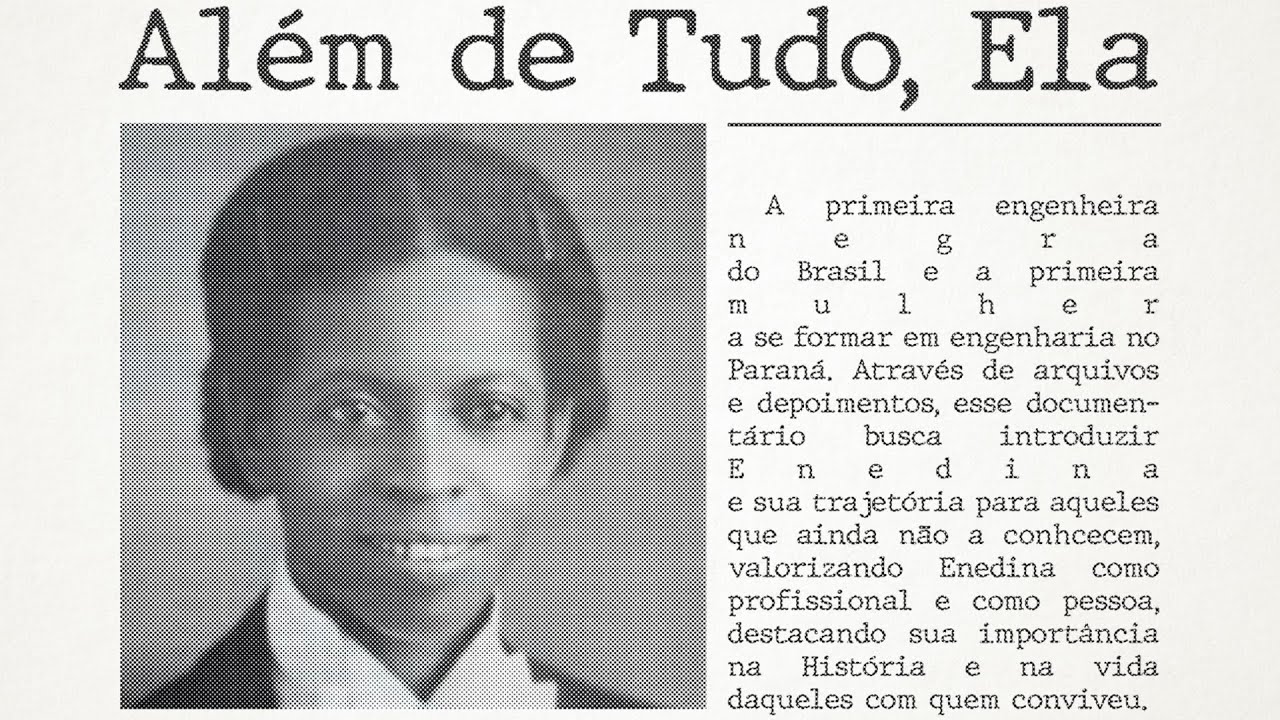 Além de Tudo, Ela
A primeira engenheira
n e g r a
do Brasil e a primeira
m u l h e r
a se formar em engenharia no
Paraná. Através de arquivos
e depoimentos, esse documen-
tário busca introduzir
E n e d i n a
e sua trajetória para aqueles
que ainda não a conhcecem,
valorizando Enedina como
profissional e como pessoa,
destacando sua importância
na História e na vida
daqueles com quem conviveu.